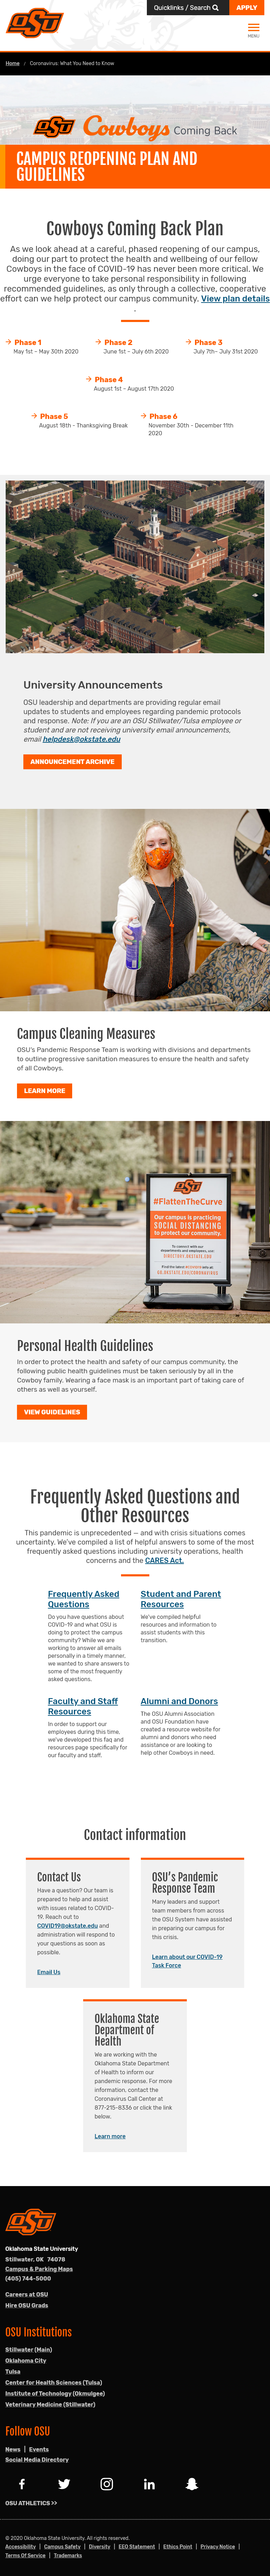 Quicklinks / Search
APPLY
OSU
MENU
Home / Coronavirus: What You Need to Know
OSU Cowboys Coming Back
CAMPUS REOPENING PLAN AND
GUIDELINES
Cowboys Coming Back Plan
As we look ahead at a careful, phased reopening of our campus,
doing our part to protect the health and wellbeing of our fellow
Cowboys in the face of COVID-19 has never been more critical. We
urge everyone to take personal responsibility in following
recommended guidelines, as only through a collective, cooperative
effort can we help protect our campus community. View plan details
.
Phase 1
May 1st – May 30th 2020
Phase 2
June 1st – July 6th 2020
Phase 3
July 7th– July 31st 2020
Phase 4
August 1st – August 17th 2020
Phase 5
August 18th - Thanksgiving Break
Phase 6
November 30th - December 11th
2020
University Announcements
OSU leadership and departments are providing regular email
updates to students and employees regarding pandemic protocols
and response. Note: If you are an OSU Stillwater/Tulsa employee or
student and are not receiving university email announcements,
email helpdesk@okstate.edu
ANNOUNCEMENT ARCHIVE
Campus Cleaning Measures
OSU's Pandemic Response Team is working with divisions and departments
to outline progressive sanitation measures to ensure the health and safety
of all Cowboys.
LEARN MORE
OSU
#FlattenTheCurve
Our campus is practicing
SOCIAL DISTANCING
to protect our community.
Personal Health Guidelines
In order to protect the health and safety of our campus community, the
following public health guidelines must be taken seriously by all in the
Cowboy family. Wearing a face mask is an important part of taking care of
others as well as yourself.
VIEW GUIDELINES
Frequently Asked Questions and
Other Resources
This pandemic is unprecedented — and with crisis situations comes
uncertainty. We've compiled a list of helpful answers to some of the most
frequently asked questions including university operations, health
concerns and the CARES Act.
Frequently Asked
Questions
Do you have questions about
COVID-19 and what OSU is
doing to protect the campus
community? While we are
working to answer all emails
personally in a timely manner.
we wanted to share answers to
some of the most frequently
asked questions.
Student and Parent
Resources
We've compiled helpful
resources and information to
assist students with this
transition.
Faculty and Staff
Resources
In order to support our
employees help and assist this time,
we've developed this faq and
resources page specifically for
our faculty and staff.
Alumni and Donors
The OSU Alumni Association
and OSU Foundation have
created a resource website for
our alumni and donors who need
assistance or are looking to
help other Cowboys in need.
Contact information
Contact Us
Have a question? Our team is
prepared to assist you with
with issues related to COVID-
19. Reach out to
COVID19@okstate.edu and
administration will respond to
your questions as soon as
possible.
Email Us
OSU's Pandemic
Response Team
Many leaders and support
team members from across
the OSU System have assisted
in preparing our campus for
this crisis.
Learn about our COVID-19
Task Force
Oklahoma State
Department of
Health
We are working with the
Oklahoma State Department
of Health to inform our
pandemic response. For more
information, contact the
Coronavirus Call Center at
877-215-8336 or click the link
below.
Learn more
OSU
Oklahoma State University
Stillwater, OK 74078
Campus & Parking Maps
(405) 744-5000
Careers at OSU
Hire OSU Grads
OSU Institutions
Stillwater (Main)
Oklahoma City
Tulsa
Center for Health Sciences (Tulsa)
Institute of Technology (Okmulgee)
Veterinary Medicine (Stillwater)
Follow OSU
News | Events
Social Media Directory
OSU ATHLETICS >>
© 2020 Oklahoma State University. All rights reserved.
Accessibility | Campus Safety | Diversity | EEO Statement | Ethics Point | Privacy Notice |
Terms Of Service | Trademarks